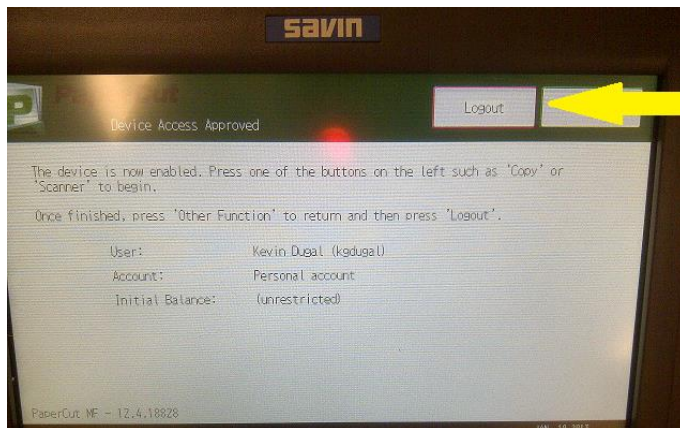 savin
PaperCut
Device Access Approved
Logout
The device is now enabled. Press one of the buttons on the left such as 'Copy' or
'Scanner' to begin.
Once finished, press 'Other Function' to return and then press 'Logout'.
User: Kevin Dugal (kgdugal)
Account: Personal account
Initial Balance: (unrestricted)
PaperCut MF - 12.4.18828